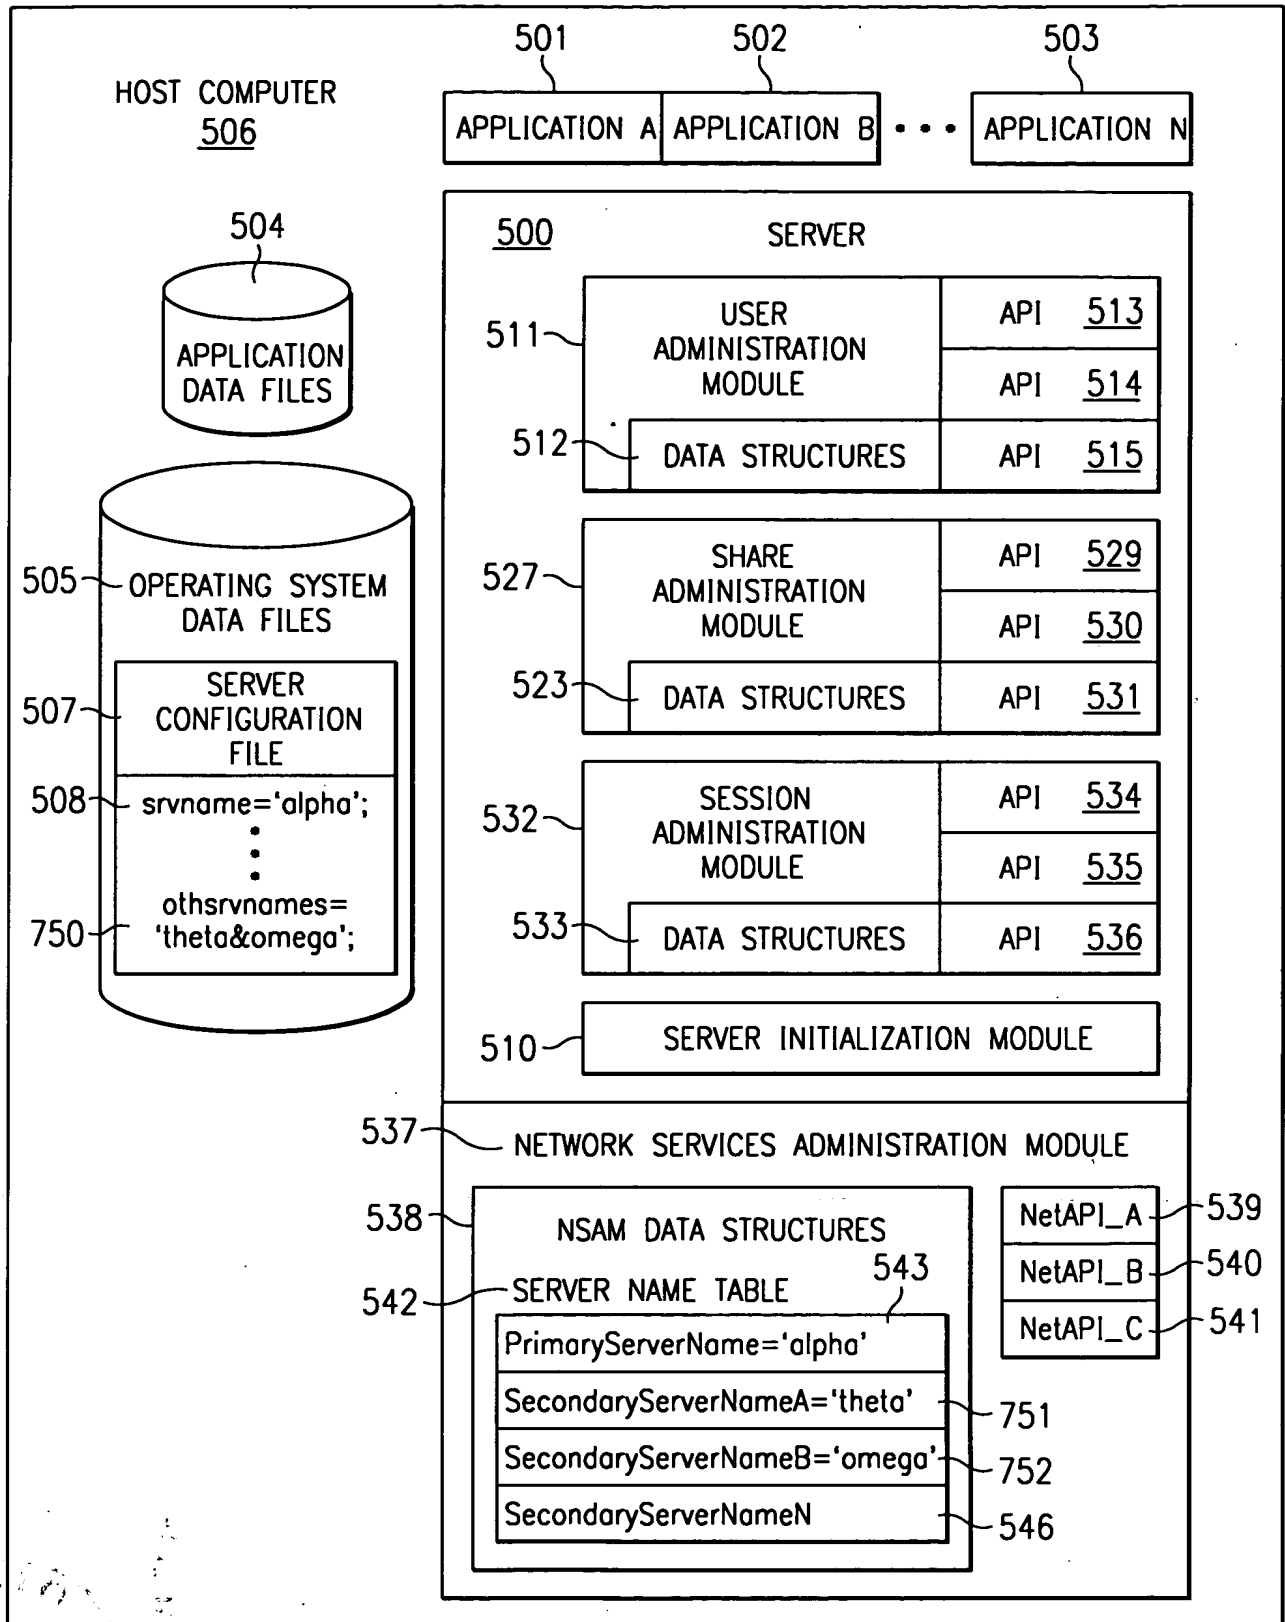 501 502 503
HOST COMPUTER
506
APPLICATION A APPLICATION B • • • APPLICATION N
504
APPLICATION
DATA FILES
505 OPERATING SYSTEM
DATA FILES
507 SERVER
CONFIGURATION
FILE
508 srvname='alpha';
othsrvnames=
750 'theta&omega';
500 SERVER
511 USER
ADMINISTRATION
MODULE
API 513
API 514
512 DATA STRUCTURES API 515
527 SHARE
ADMINISTRATION
MODULE
API 529
API 530
523 DATA STRUCTURES API 531
532 SESSION
ADMINISTRATION
MODULE
API 534
API 535
533 DATA STRUCTURES API 536
510 SERVER INITIALIZATION MODULE
537 NETWORK SERVICES ADMINISTRATION MODULE
538 NSAM DATA STRUCTURES
542 SERVER NAME TABLE 543
PrimaryServerName='alpha'
SecondaryServerNameA='theta' 751
SecondaryServerNameB='omega' 752
SecondaryServerNameN 546
NetAPI_A 539
NetAPI_B 540
NetAPI_C 541